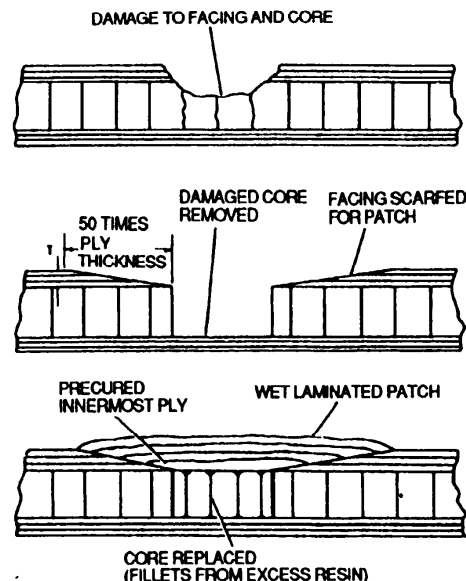 DAMAGE TO FACING AND CORE
DAMAGED CORE
REMOVED
FACING SCARFED
FOR PATCH
50 TIMES
PLY
THICKNESS
T
PRECURED
INNERMOST PLY
WET LAMINATED PATCH
CORE REPLACED
(FILLETS FROM EXCESS RESIN)